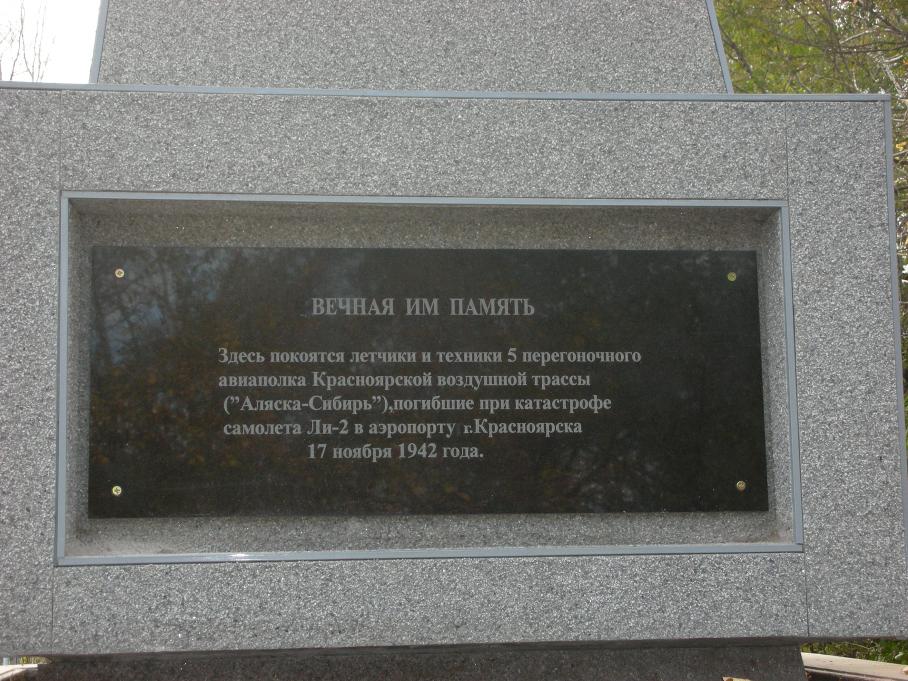 ВЕЧНАЯ ИМ ПАМЯТЬ
Здесь покоятся летчики и техники 5 перегоночного
авиаполка Красноярской воздушной трассы
("Аляска-Сибирь"),погибшие при катастрофе
самолета Ли-2 в аэропорту г.Красноярска
17 ноября 1942 года.